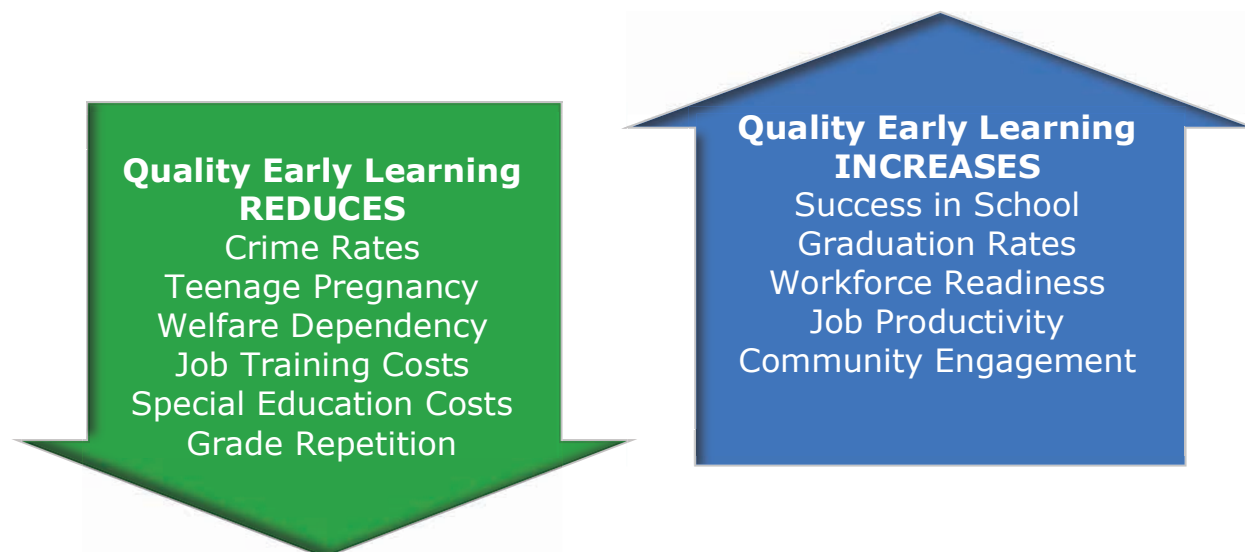 Quality Early Learning
REDUCES
Crime Rates
Teenage Pregnancy
Welfare Dependency
Job Training Costs
Special Education Costs
Grade Repetition
Quality Early Learning
INCREASES
Success in School
Graduation Rates
Workforce Readiness
Job Productivity
Community Engagement